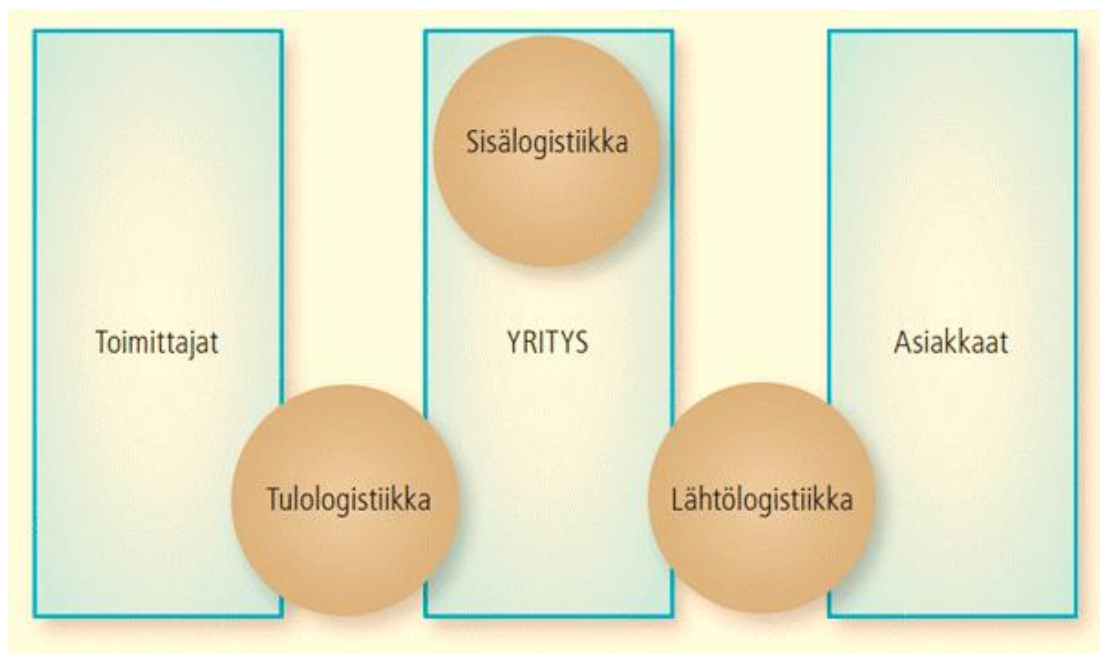 Sisälogistiikka
Toimittajat
YRITYS
Asiakkaat
Tulologistiikka
Lähtölogistiikka